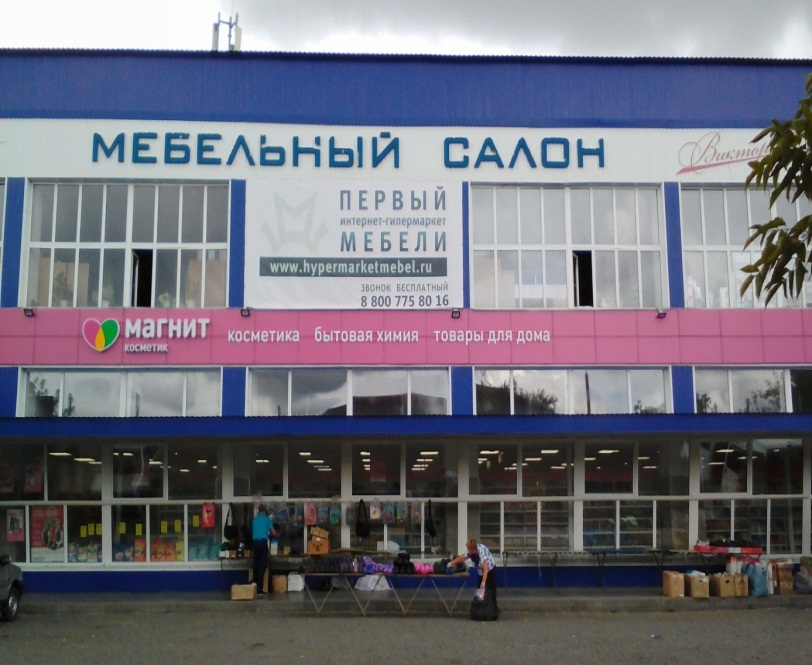 МЕБЕЛЬНЫЙ САЛОН
ПЕРВЫЙ
интернет-гипермаркет
МЕБЕЛИ
www.hypermarketmebel.ru
ЗВОНОК БЕСПЛАТНЫЙ
8 800 775 80 16
магнит
косметик
косметика бытовая химия товары для дома